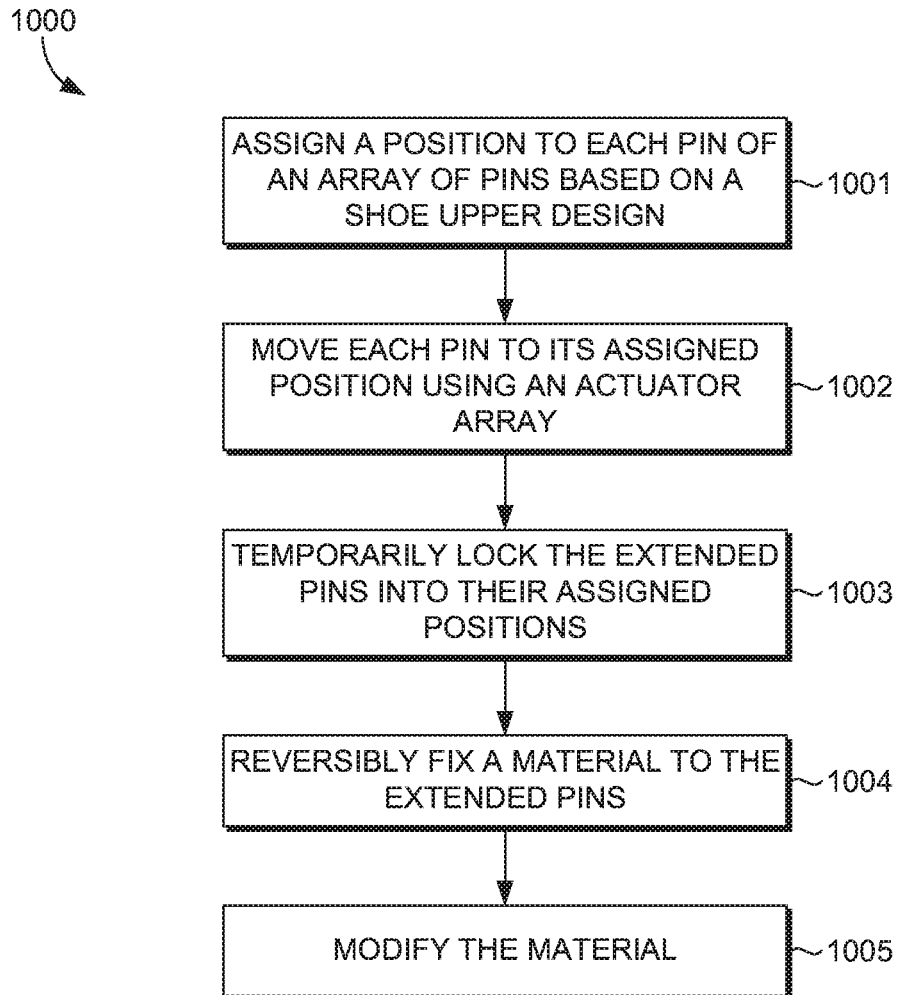 1000
ASSIGN A POSITION TO EACH PIN OF
AN ARRAY OF PINS BASED ON A
SHOE UPPER DESIGN
1001
MOVE EACH PIN TO ITS ASSIGNED
POSITION USING AN ACTUATOR
ARRAY
1002
TEMPORARILY LOCK THE EXTENDED
PINS INTO THEIR ASSIGNED
POSITIONS
1003
REVERSIBLY FIX A MATERIAL TO THE
EXTENDED PINS
1004
MODIFY THE MATERIAL
1005